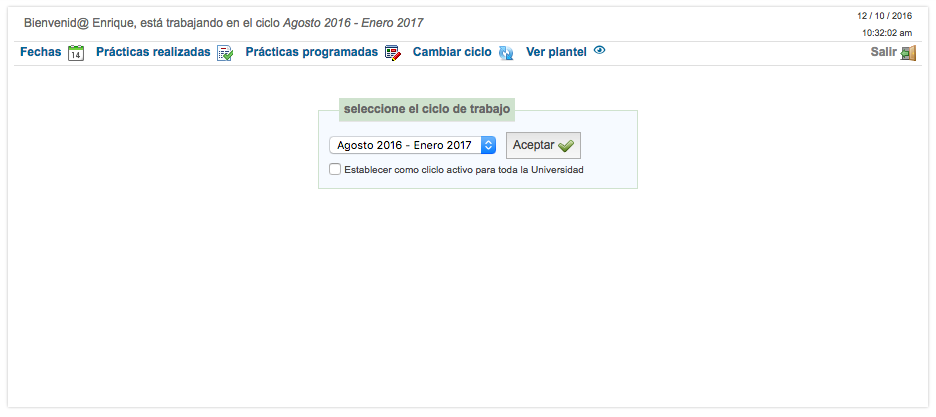 Bienvenid@ Enrique, está trabajando en el ciclo Agosto 2016 - Enero 2017
12 / 10 / 2016
10:32:02 am
Fechas 14 Prácticas realizadas Prácticas programadas Cambiar ciclo Ver plantel Salir
seleccione el ciclo de trabajo
Agosto 2016 - Enero 2017 Aceptar
Establecer como cliclo activo para toda la Universidad